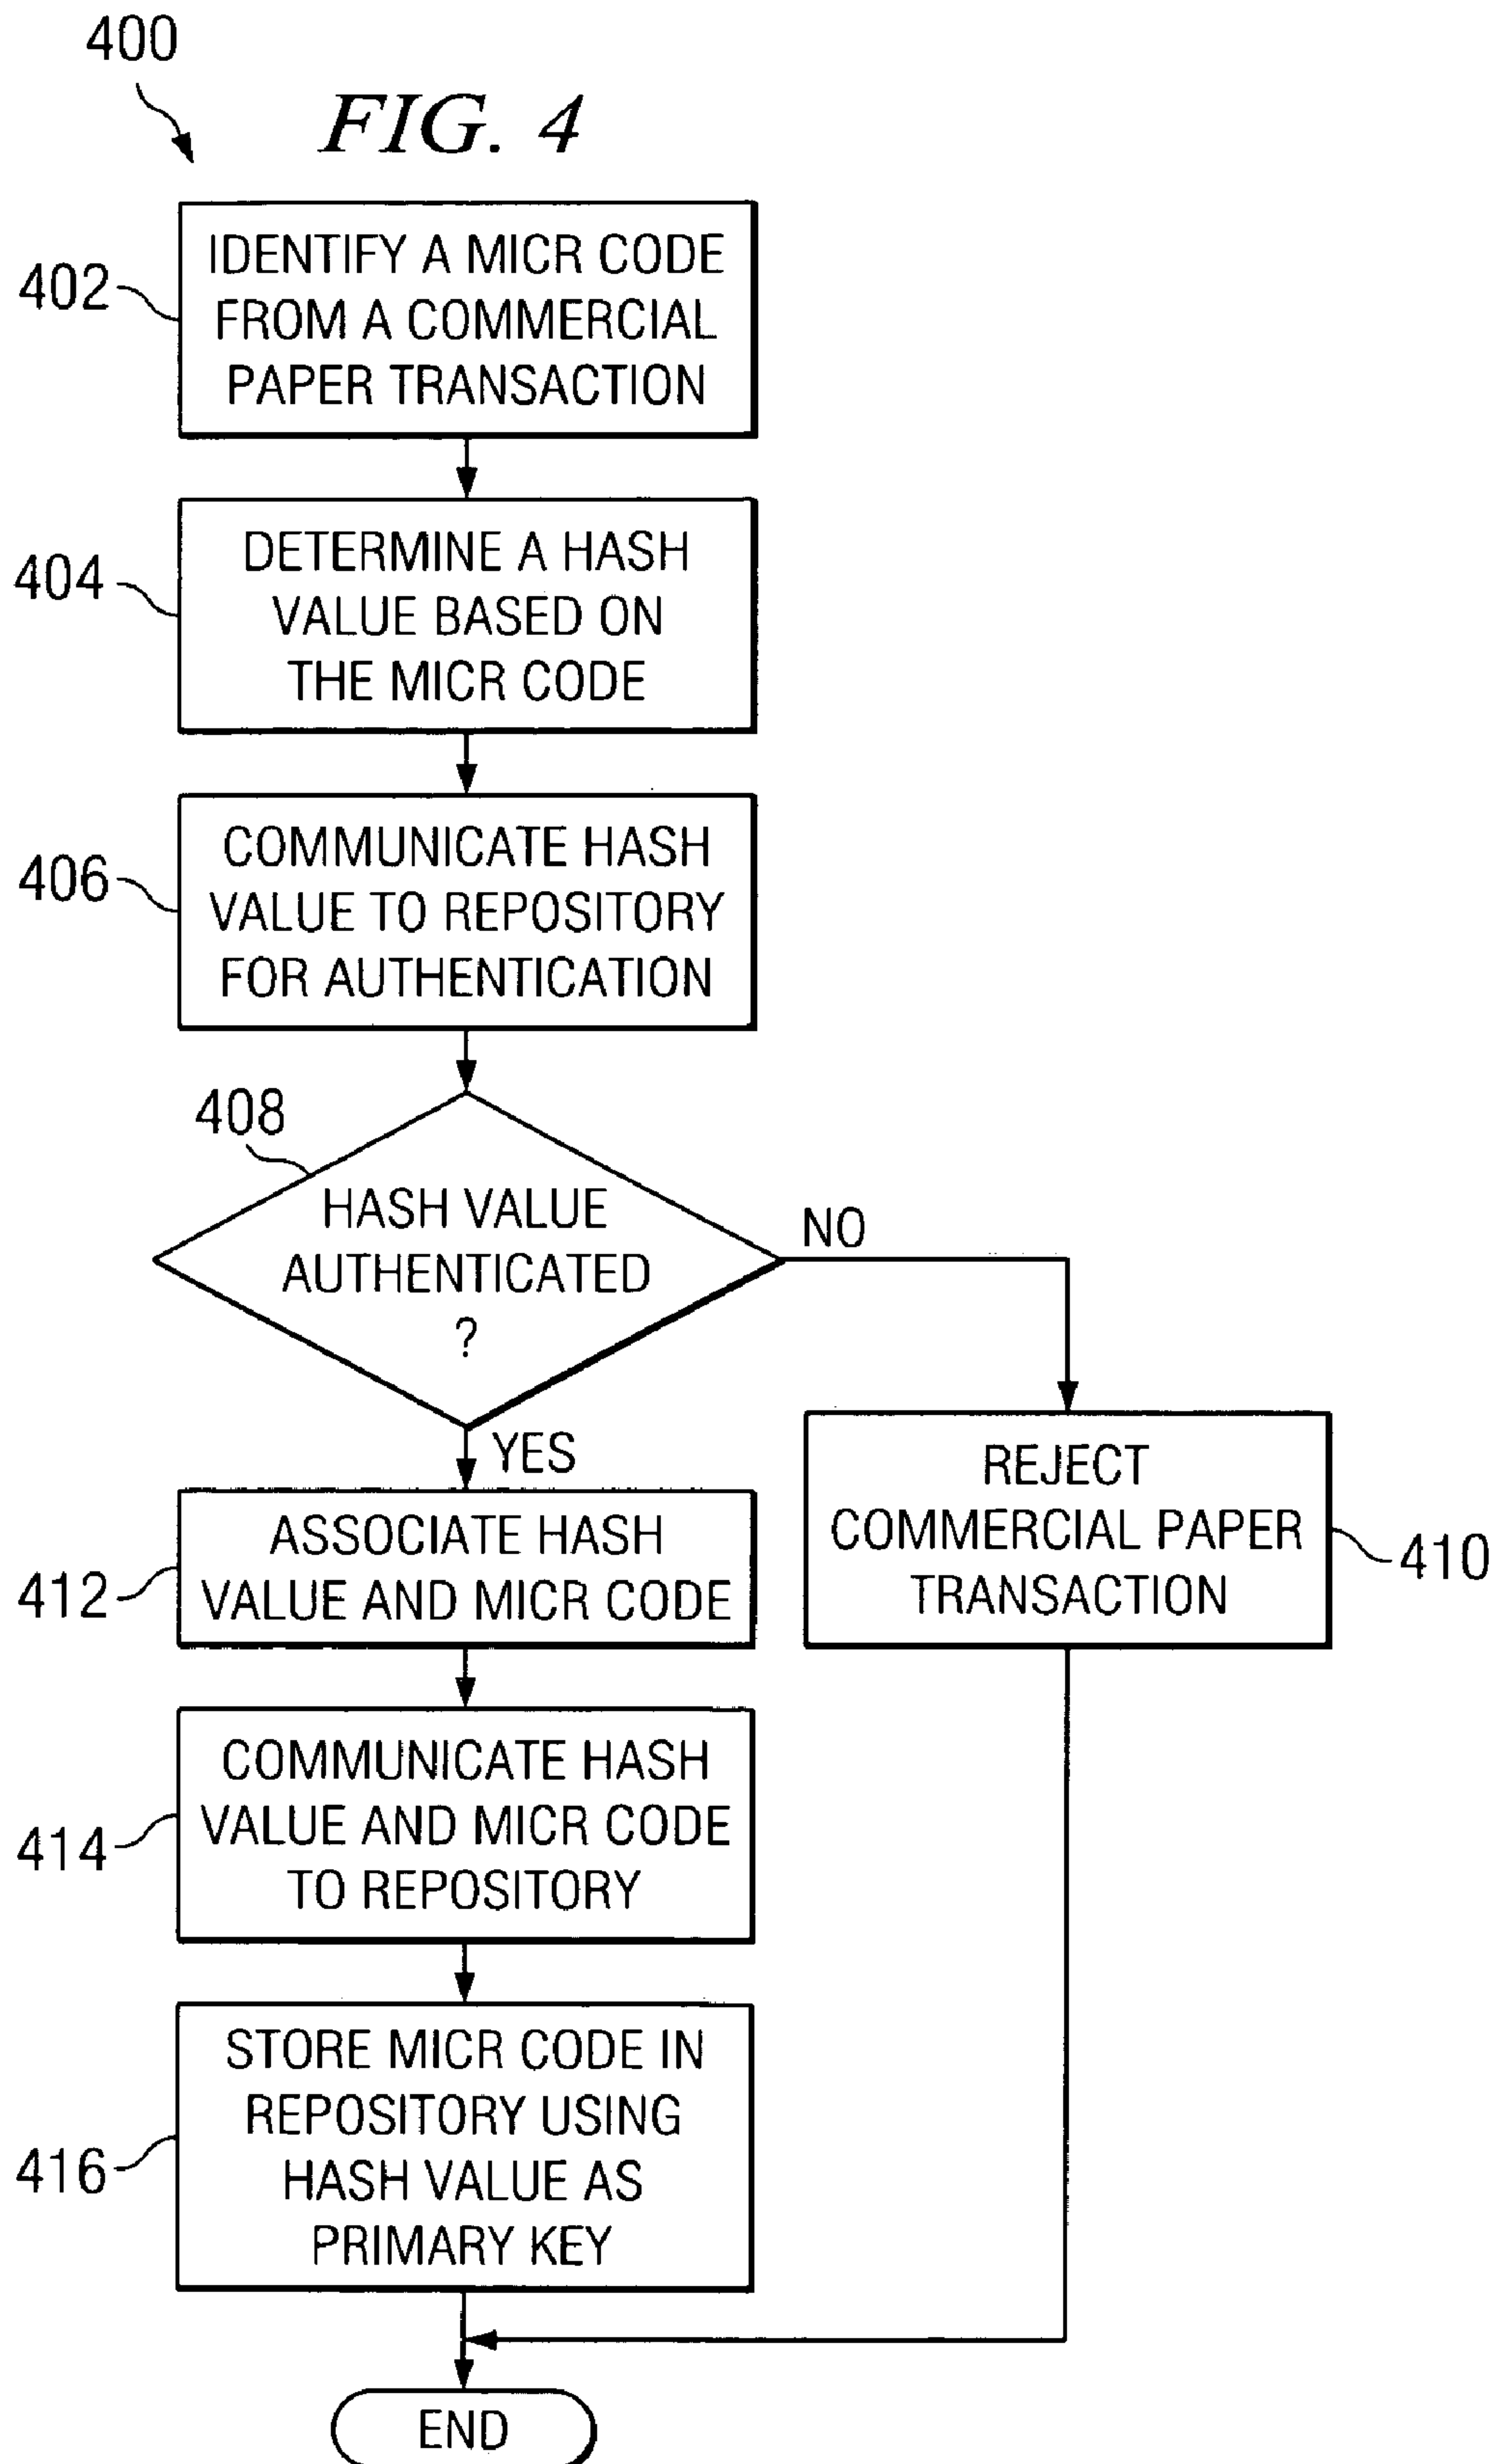 400
FIG. 4
402
IDENTIFY A MICR CODE
FROM A COMMERCIAL
PAPER TRANSACTION
404
DETERMINE A HASH
VALUE BASED ON
THE MICR CODE
406
COMMUNICATE HASH
VALUE TO REPOSITORY
FOR AUTHENTICATION
408
HASH VALUE
AUTHENTICATED
?
NO
YES
REJECT
COMMERCIAL PAPER
TRANSACTION
410
412
ASSOCIATE HASH
VALUE AND MICR CODE
414
COMMUNICATE HASH
VALUE AND MICR CODE
TO REPOSITORY
416
STORE MICR CODE IN
REPOSITORY USING
HASH VALUE AS
PRIMARY KEY
END